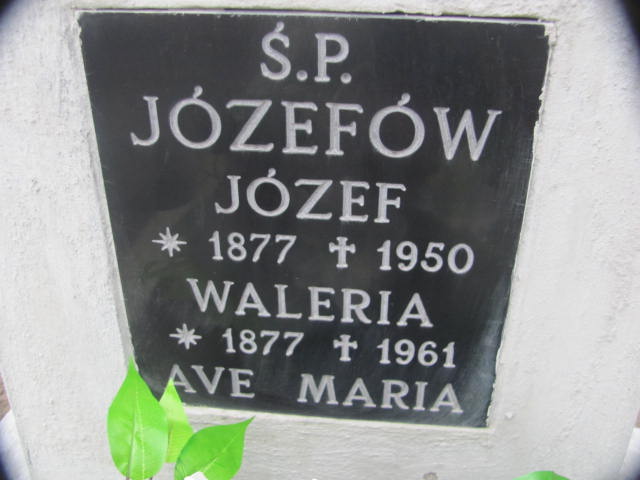 Ś.P.
JÓZEFÓW
JÓZEF
* 1877 ✝ 1950
WALERIA
* 1877 ✝ 1961
AVE MARIA